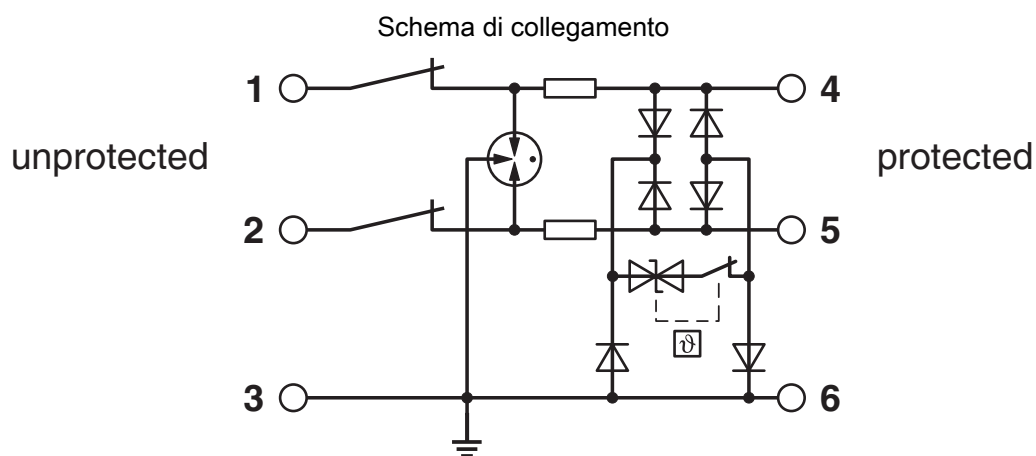 Schema di collegamento
1 4
unprotected protected
2 5
ϑ
3 6